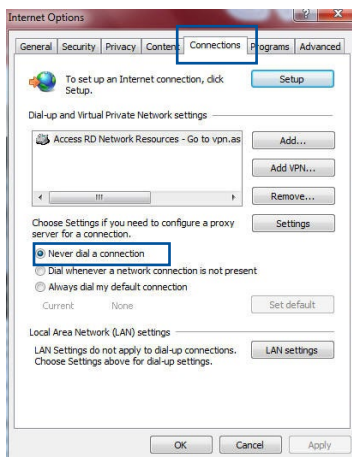 Internet Options
General Security Privacy Content Connections Programs Advanced
To set up an Internet connection, click
Setup.
Setup
Dial-up and Virtual Private Network settings
Access RD Network Resources - Go to vpn.as
Add...
Add VPN...
Remove...
Choose Settings if you need to configure a proxy
server for a connection.
Settings
Never dial a connection
Dial whenever a network connection is not present
Always dial my default connection
Current None
Set default
Local Area Network (LAN) settings
LAN Settings do not apply to dial-up connections.
Choose Settings above for dial-up settings.
LAN settings
OK Cancel Apply